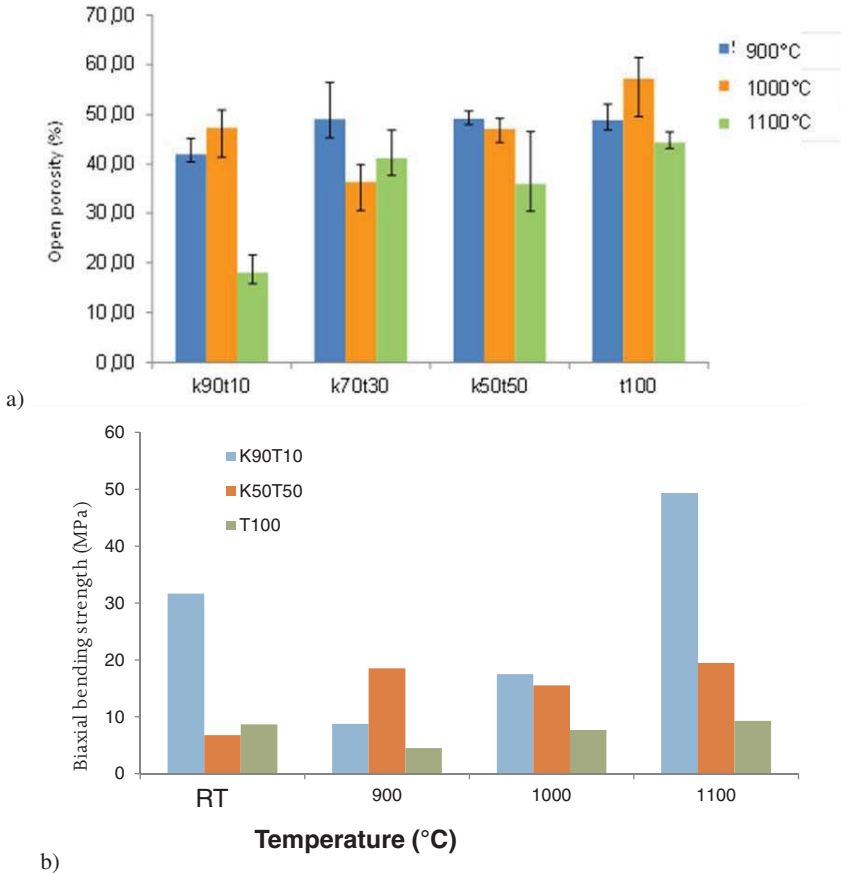 70,00
60,00
50,00
40,00
30,00
20,00
10,00
0,00
Open porosity (%)
k90t10
k70t30
k50t50
t100
900°C
1000°C
1100°C
a)
60
50
40
30
20
10
0
Biaxial bending strength (MPa)
K90T10
K50T50
T100
RT
900
1000
1100
Temperature (°C)
b)